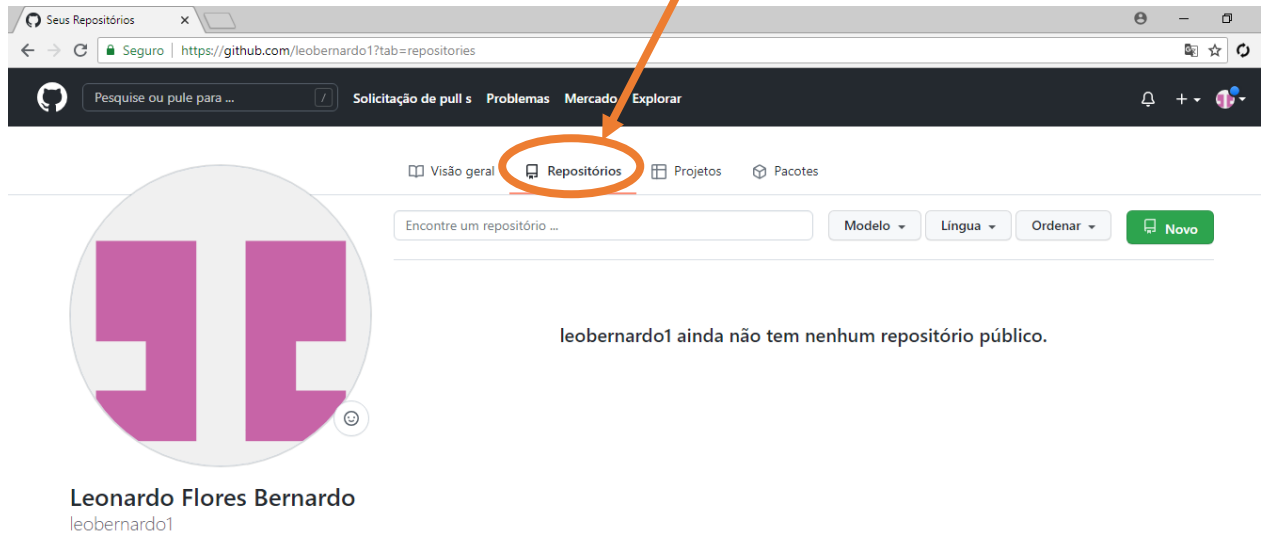 Seus Repositórios
Seguro | https://github.com/leobernardo1?tab=repositories
Pesquise ou pule para ... / Solicitação de pull s Problemas Mercado Explorar
Visão geral Repositórios Projetos Pacotes
Encontre um repositório ... Modelo Língua Ordenar Novo
leobernardo1 ainda não tem nenhum repositório público.
Leonardo Flores Bernardo
leobernardo1